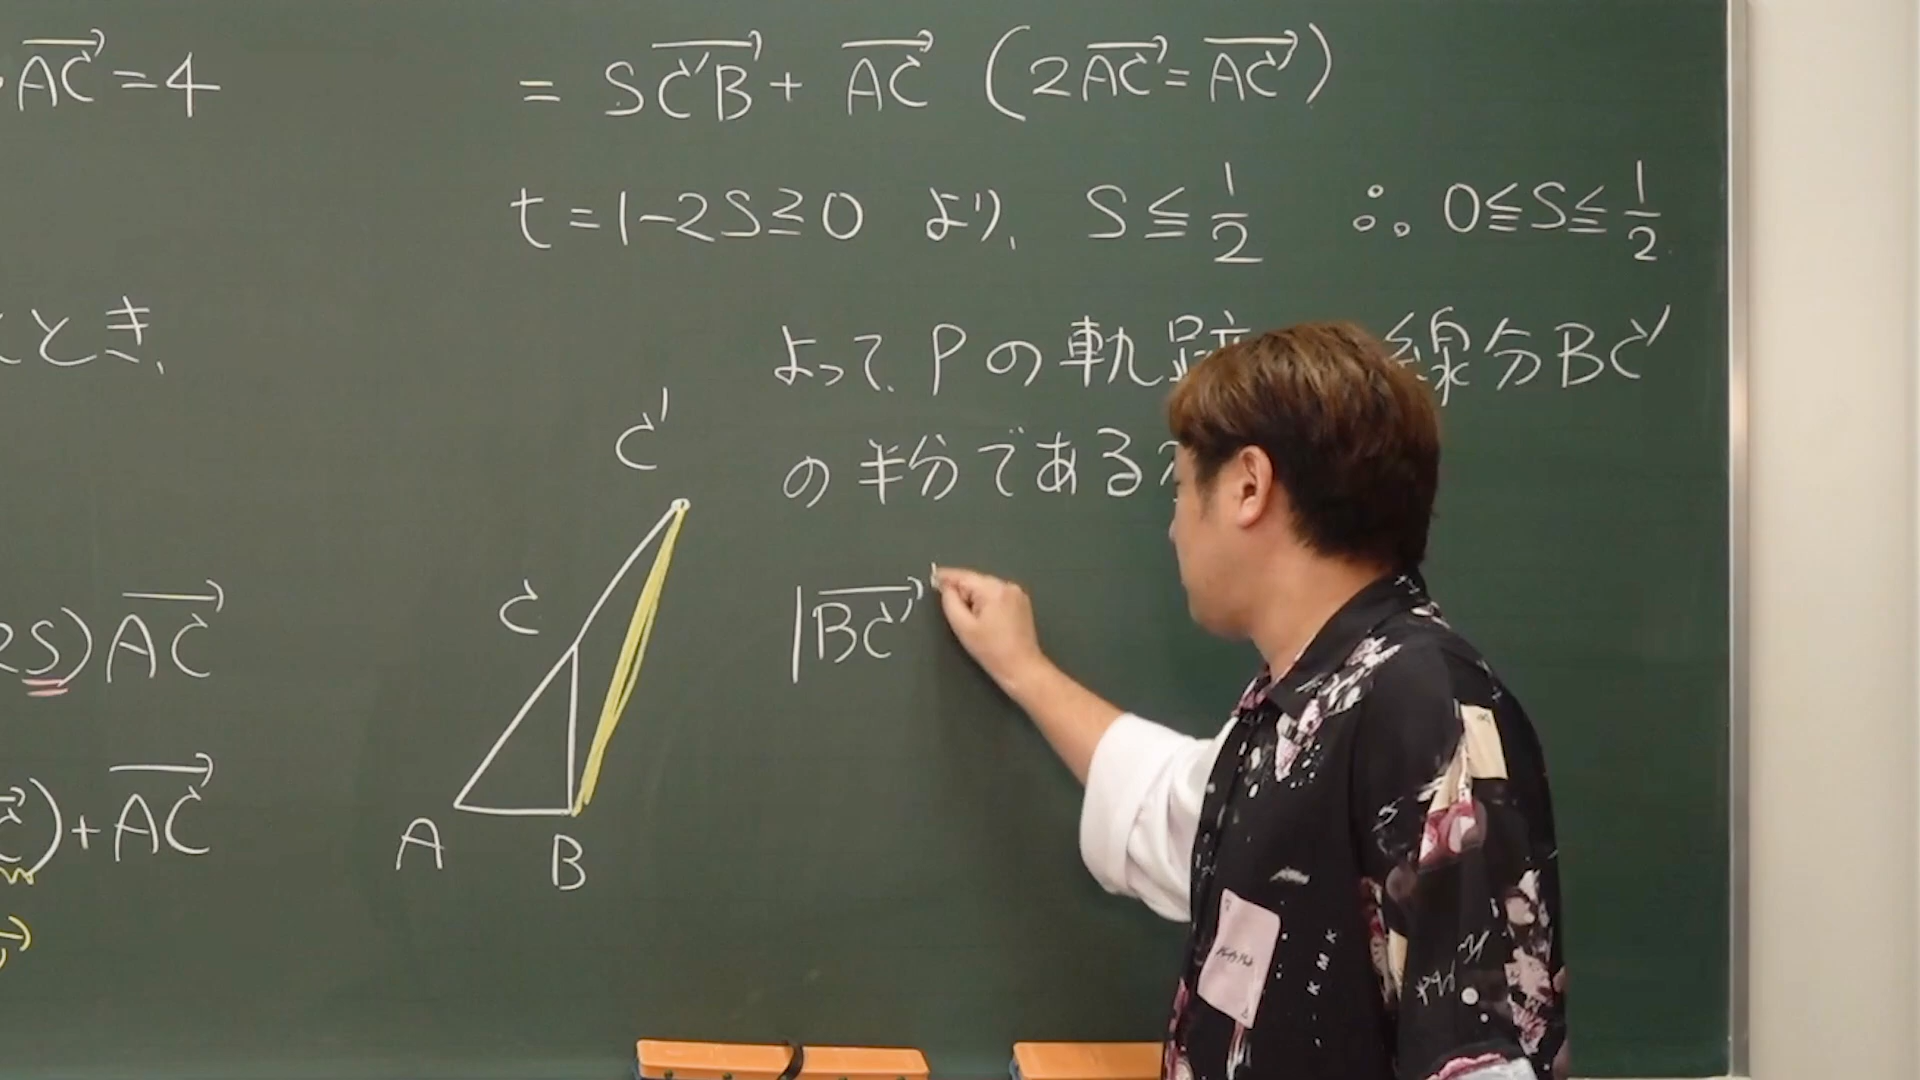 ・AC→=4
= SC'B→ + AC→ (2AC→=AC'→)
t=1-2S≧0 より、 S≦1/2 ∴ 0≦S≦1/2
とき、
よって、Pの軌跡 線分BC'
の半分である
C'
C
A
B
|BC'→
2S)AC→
C→)+AC→
KMK